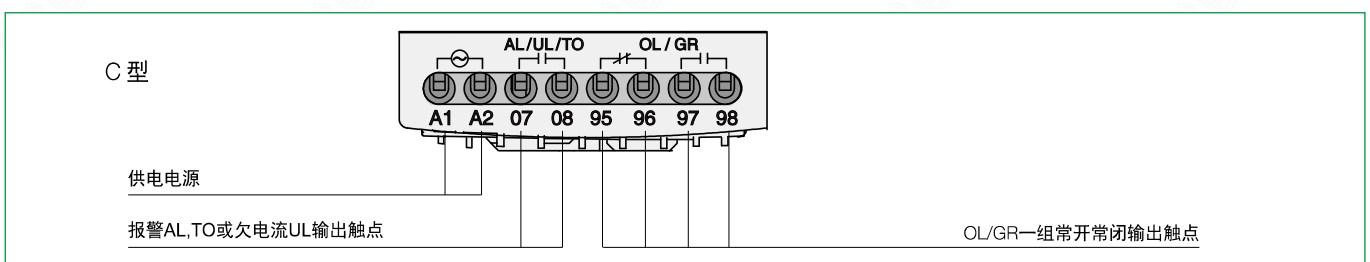 AL/UL/TO OL / GR
C 型
A1 A2 07 08 95 96 97 98
供电电源
报警AL,TO或欠电流UL输出触点
OL/GR一组常开常闭输出触点